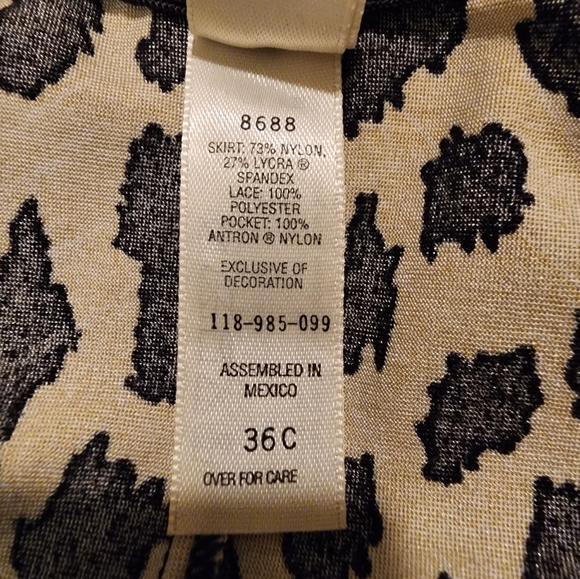 8688
SKIRT: 73% NYLON,
27% LYCRA ®
SPANDEX
LACE: 100%
POLYESTER
POCKET: 100%
ANTRON ® NYLON
EXCLUSIVE OF
DECORATION
118-985-099
ASSEMBLED IN
MEXICO
36C
OVER FOR CARE